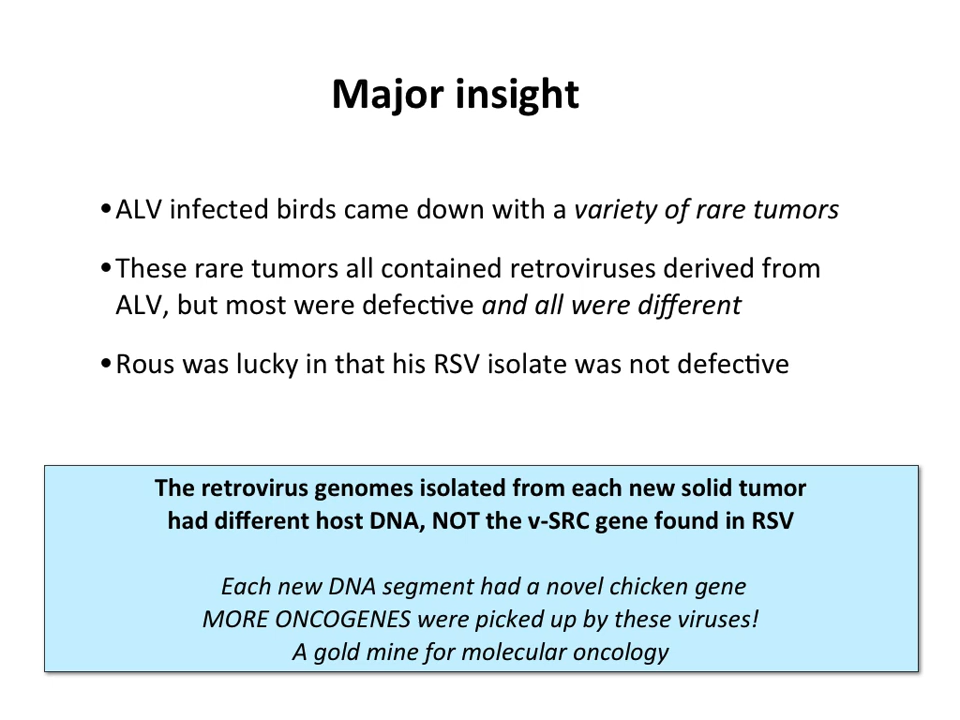 Major insight
•ALV infected birds came down with a variety of rare tumors
•These rare tumors all contained retroviruses derived from
ALV, but most were defective and all were different
•Rous was lucky in that his RSV isolate was not defective
The retrovirus genomes isolated from each new solid tumor
had different host DNA, NOT the v-SRC gene found in RSV
Each new DNA segment had a novel chicken gene
MORE ONCOGENES were picked up by these viruses!
A gold mine for molecular oncology